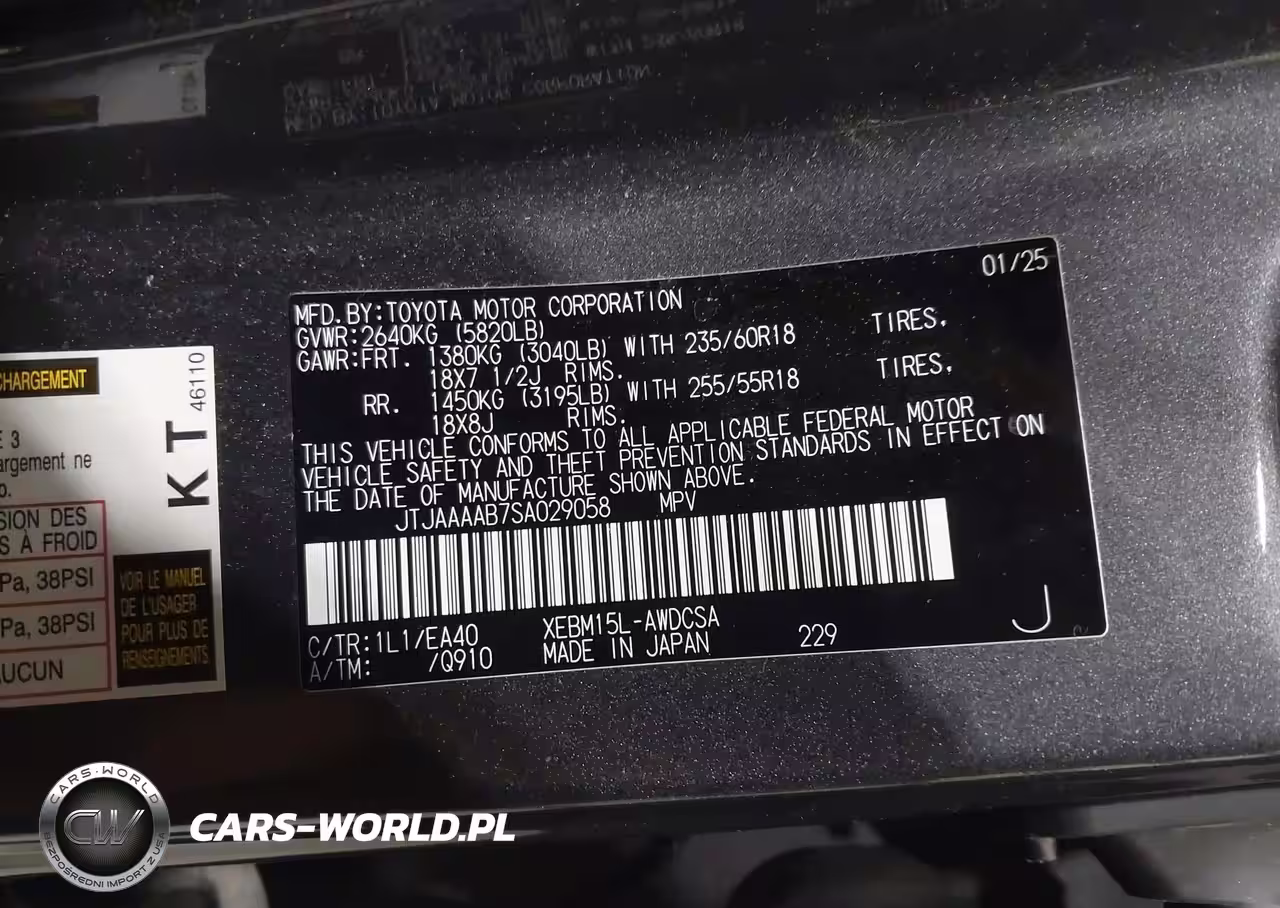 01/25
MFD.BY:TOYOTA MOTOR CORPORATION
GVWR:2640KG (5820LB)
GAWR:FRT. 1380KG (3040LB) WITH 235/60R18 TIRES.
18X7 1/2J RIMS.
RR. 1450KG (3195LB) WITH 255/55R18 TIRES.
18X8J RIMS.
THIS VEHICLE CONFORMS TO ALL APPLICABLE FEDERAL MOTOR
VEHICLE SAFETY AND THEFT PREVENTION STANDARDS IN EFFECT ON
THE DATE OF MANUFACTURE SHOWN ABOVE.
JTJAAAAB7SA029058 MPV
C/TR:1L1/EA40 XEBM15L-AWDCSA
A/TM: /Q910 MADE IN JAPAN 229
J
CHARGEMENT
E 3
argement ne
o.
SION DES
S À FROID
Pa, 38PSI
Pa, 38PSI
AUCUN
KT 46110
VOIR LE MANUEL
DE L'USAGER
POUR PLUS DE
RENSEIGNEMENTS
CARS-WORLD
CW
BEZPOŚREDNI IMPORT Z USA
CARS-WORLD.PL